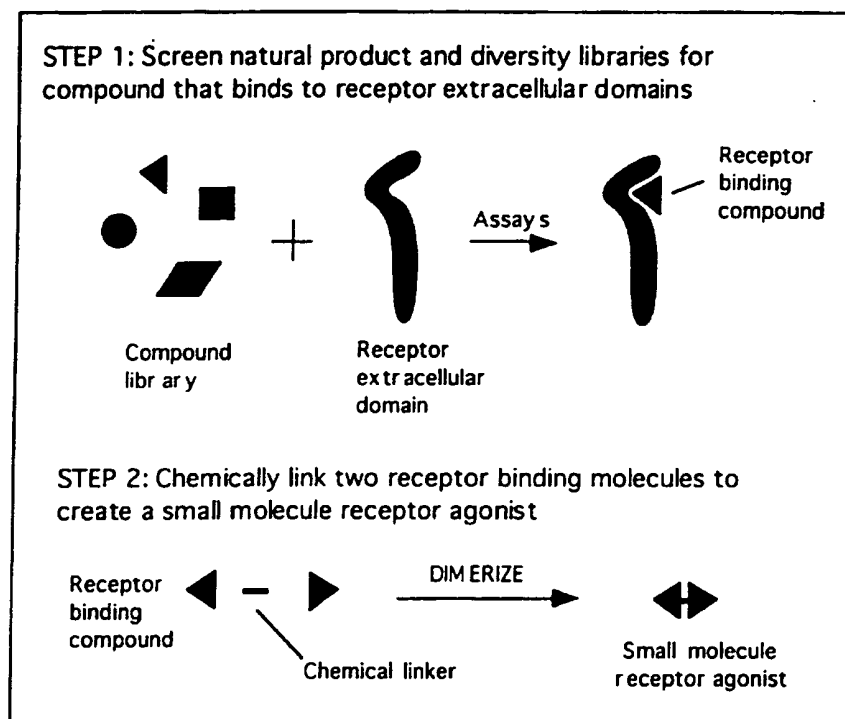 STEP 1: Screen natural product and diversity libraries for
compound that binds to receptor extracellular domains
Receptor
binding
compound
Assays
Compound
library
Receptor
extracellular
domain
STEP 2: Chemically link two receptor binding molecules to
create a small molecule receptor agonist
Receptor
binding
compound
DIMERIZE
Chemical linker
Small molecule
receptor agonist